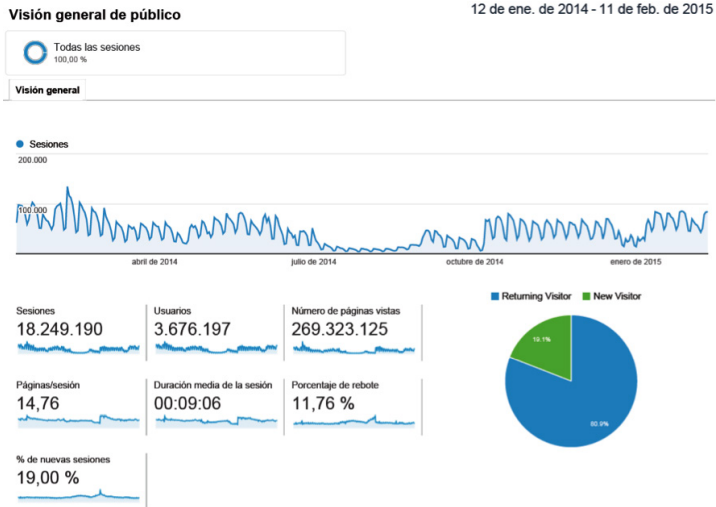 Visión general de público
12 de ene. de 2014 - 11 de feb. de 2015
Todas las sesiones
100,00 %
Visión general
Sesiones
200.000
100.000
abril de 2014
julio de 2014
octubre de 2014
enero de 2015
Sesiones
18.249.190
Usuarios
3.676.197
Número de páginas vistas
269.323.125
Returning Visitor
New Visitor
Páginas/sesión
14,76
Duración media de la sesión
00:09:06
Porcentaje de rebote
11,76 %
19.1%
80.9%
% de nuevas sesiones
19,00 %